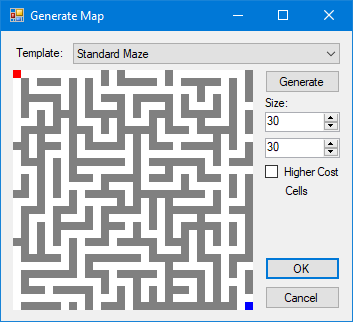 Generate Map
Template: Standard Maze
Generate
Size:
30
30
Higher Cost
Cells
OK
Cancel